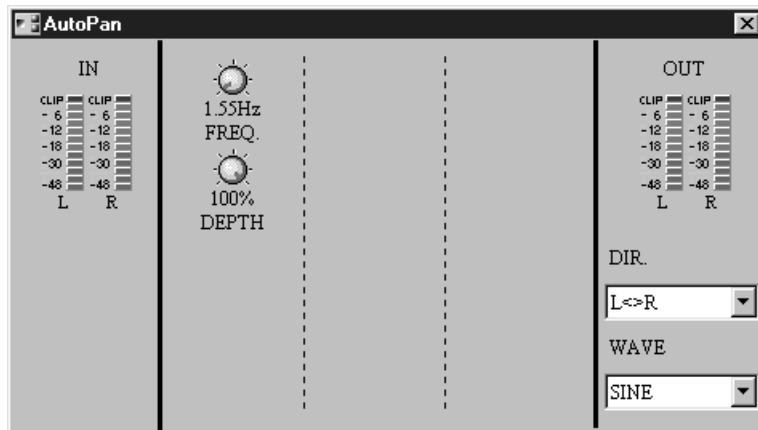 AutoPan
IN
CLIP CLIP
- 6 - 6
-12 -12
-18 -18
-30 -30
-48 -48
L R
1.55Hz
FREQ.
100%
DEPTH
OUT
CLIP CLIP
- 6 - 6
-12 -12
-18 -18
-30 -30
-48 -48
L R
DIR.
L<>R
WAVE
SINE